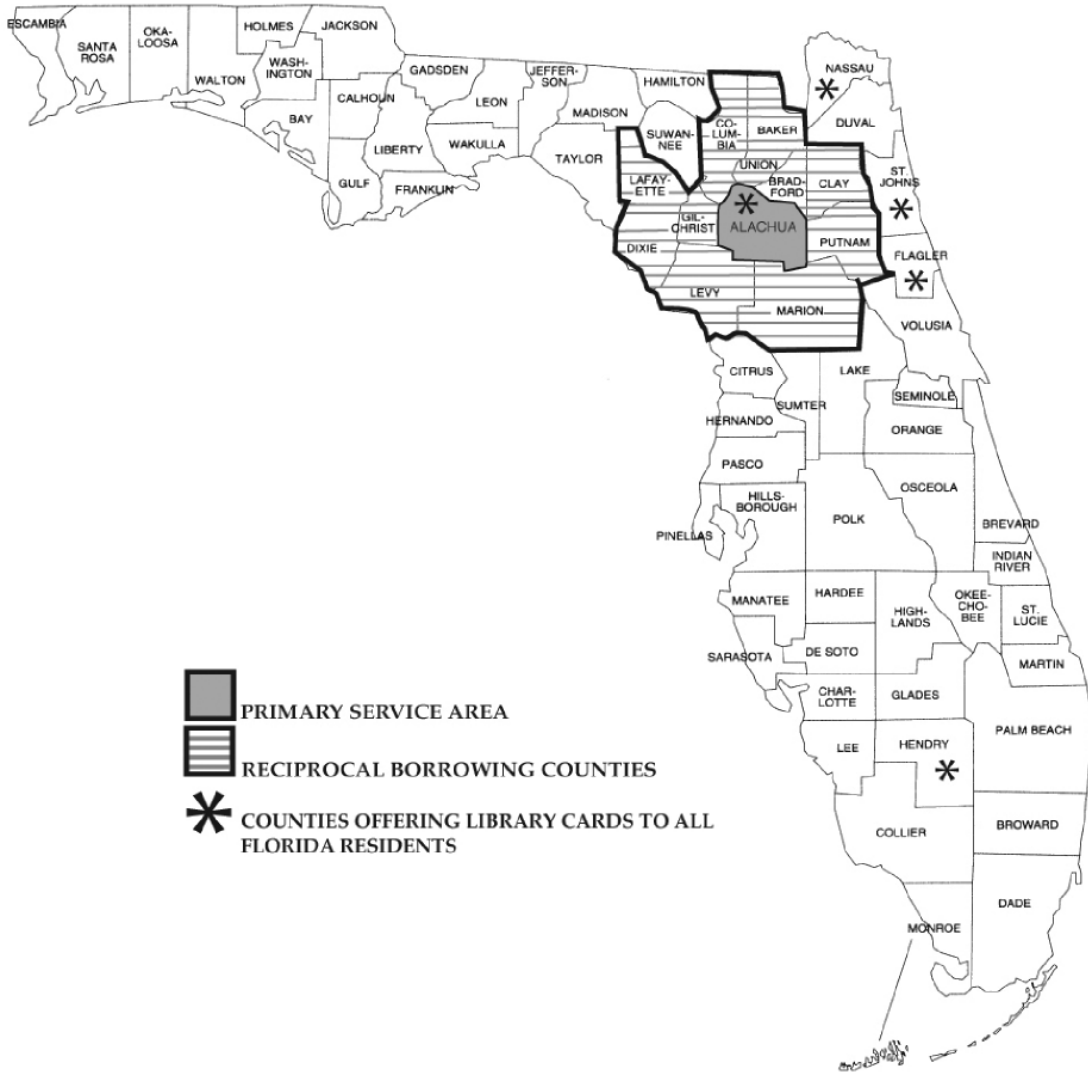 ESCAMBIA
SANTA
ROSA
OKA-
LOOSA
WALTON
HOLMES
WASH-
INGTON
BAY
JACKSON
CALHOUN
GULF
GADSDEN
LIBERTY
FRANKLIN
LEON
WAKULLA
JEFFER-
SON
MADISON
TAYLOR
HAMILTON
SUWAN-
NEE
LAFAY-
ETTE
DIXIE
CO-
LUM-
BIA
BAKER
UNION
BRAD-
FORD
GIL-
CHRIST
ALACHUA
CLAY
PUTNAM
LEVY
MARION
NASSAU
DUVAL
ST.
JOHNS
FLAGLER
VOLUSIA
CITRUS
LAKE
SUMTER
SEMINOLE
HERNANDO
ORANGE
PASCO
HILLS-
BOROUGH
PINELLAS
POLK
OSCEOLA
BREVARD
INDIAN
RIVER
MANATEE
HARDEE
HIGH-
LANDS
OKEE-
CHO-
BEE
ST.
LUCIE
SARASOTA
DE SOTO
MARTIN
CHAR-
LOTTE
GLADES
PALM BEACH
LEE
HENDRY
COLLIER
BROWARD
DADE
MONROE
PRIMARY SERVICE AREA
RECIPROCAL BORROWING COUNTIES
COUNTIES OFFERING LIBRARY CARDS TO ALL
FLORIDA RESIDENTS